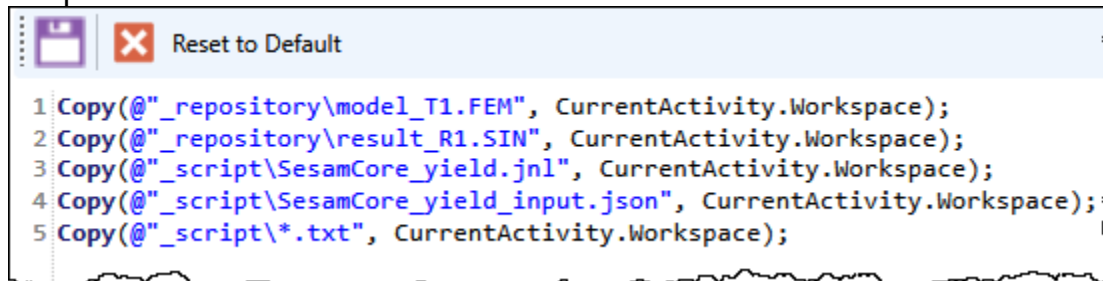 Reset to Default
1 Copy(@"_repository\model_T1.FEM", CurrentActivity.Workspace);
2 Copy(@"_repository\result_R1.SIN", CurrentActivity.Workspace);
3 Copy(@"_script\SesamCore_yield.jnl", CurrentActivity.Workspace);
4 Copy(@"_script\SesamCore_yield_input.json", CurrentActivity.Workspace);
5 Copy(@"_script\*.txt", CurrentActivity.Workspace);